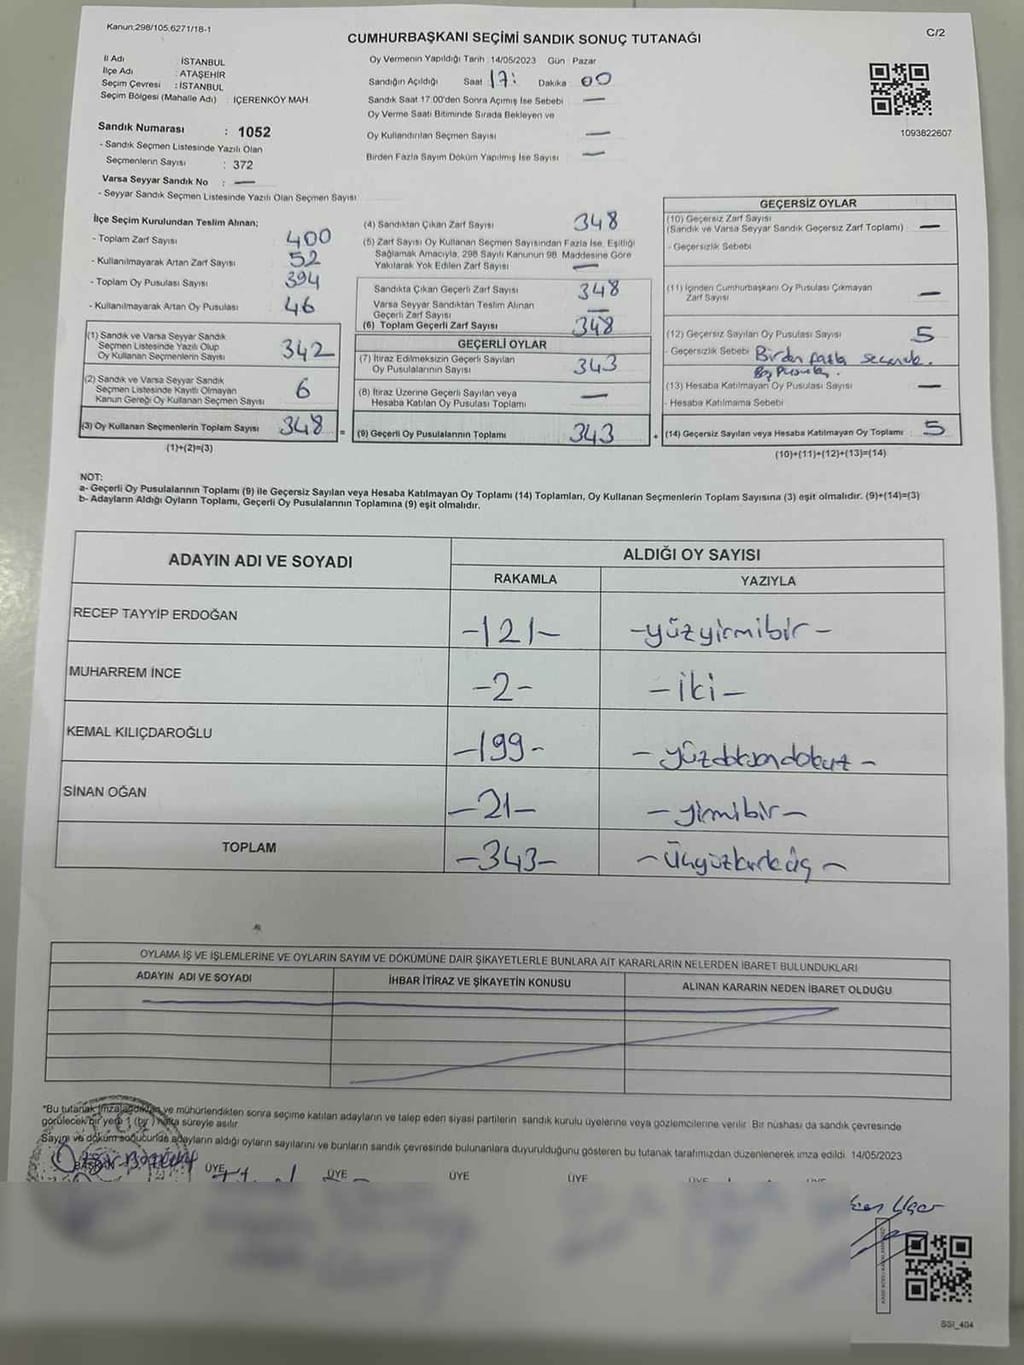 Kanun:298/105,6271/18-1
C/2
CUMHURBAŞKANI SEÇİMİ SANDIK SONUÇ TUTANAĞI
İl Adı İSTANBUL
İlçe Adı : ATAŞEHİR
Seçim Çevresi : İSTANBUL
Seçim Bölgesi (Mahalle Adı) İÇERENKÖY MAH.
Sandık Numarası : 1052
- Sandık Seçmen Listesinde Yazılı Olan
Seçmenlerin Sayısı : 372
Varsa Seyyar Sandık No : —
- Seyyar Sandık Seçmen Listesinde Yazılı Olan Seçmen Sayısı
Oy Vermenin Yapıldığı Tarih : 14/05/2023 Gün : Pazar
Sandığın Açıldığı Saat 17: Dakika 00
Sandık Saat 17.00'den Sonra Açılmış İse Sebebi —
Oy Verme Saati Bitiminde Sırada Bekleyen ve
Oy Kullandırılan Seçmen Sayısı —
Birden Fazla Sayım Döküm Yapılmış İse Sayısı —
1093822607
İlçe Seçim Kurulundan Teslim Alınan;
- Toplam Zarf Sayısı 400
- Kullanılmayarak Artan Zarf Sayısı 52
- Toplam Oy Pusulası Sayısı 394
- Kullanılmayarak Artan Oy Pusulası 46
(1) Sandık ve Varsa Seyyar Sandık
Seçmen Listesinde Yazılı Olup
Oy Kullanan Seçmenlerin Sayısı 342
(2) Sandık ve Varsa Seyyar Sandık
Seçmen Listesinde Kayıtlı Olmayan
Kanun Gereği Oy Kullanan Seçmen Sayısı 6
(3) Oy Kullanan Seçmenlerin Toplam Sayısı 348 =
(1)+(2)=(3)
(4) Sandıktan Çıkan Zarf Sayısı 348
(5) Zarf Sayısı Oy Kullanan Seçmen Sayısından Fazla İse, Eşitliği
Sağlamak Amacıyla, 298 Sayılı Kanunun 98. Maddesine Göre
Yakılarak Yok Edilen Zarf Sayısı —
Sandıkta Çıkan Geçerli Zarf Sayısı 348
Varsa Seyyar Sandıktan Teslim Alınan
Geçerli Zarf Sayısı —
(6) Toplam Geçerli Zarf Sayısı 348
GEÇERLİ OYLAR
(7) İtiraz Edilmeksizin Geçerli Sayılan
Oy Pusulalarının Sayısı 343
(8) İtiraz Üzerine Geçerli Sayılan veya
Hesaba Katılan Oy Pusulası Toplamı —
(9) Geçerli Oy Pusulalarının Toplamı 343 +
GEÇERSİZ OYLAR
(10) Geçersiz Zarf Sayısı
(Sandık ve Varsa Seyyar Sandık Geçersiz Zarf Toplamı) : —
- Geçersizlik Sebebi
(11) İçinden Cumhurbaşkanı Oy Pusulası Çıkmayan
Zarf Sayısı —
(12) Geçersiz Sayılan Oy Pusulası Sayısı 5
- Geçersizlik Sebebi Birden fazla
Boş
(13) Hesaba Katılmayan Oy Pusulası Sayısı —
- Hesaba Katılmama Sebebi
(14) Geçersiz Sayılan veya Hesaba Katılmayan Oy Toplamı : 5
(10)+(11)+(12)+(13)=(14)
NOT:
a- Geçerli Oy Pusulalarının Toplamı (9) ile Geçersiz Sayılan veya Hesaba Katılmayan Oy Toplamı (14) Toplamları, Oy Kullanan Seçmenlerin Toplam Sayısına (3) eşit olmalıdır. (9)+(14)=(3)
b- Adayların Aldığı Oyların Toplamı, Geçerli Oy Pusulalarının Toplamına (9) eşit olmalıdır.
ADAYIN ADI VE SOYADI ALDIĞI OY SAYISI
RAKAMLA YAZIYLA
RECEP TAYYİP ERDOĞAN -121- -yüzyirmibir-
MUHARREM İNCE -2- -iki-
KEMAL KILIÇDAROĞLU -199- -yüzdoksandokuz-
SİNAN OĞAN -21- -yirmibir-
TOPLAM -343- -Üçyüzkırküç-
OYLAMA İŞ VE İŞLEMLERİNE VE OYLARIN SAYIM VE DÖKÜMÜNE DAİR ŞİKAYETLERLE BUNLARA AİT KARARLARIN NELERDEN İBARET BULUNDUKLARI
ADAYIN ADI VE SOYADI İHBAR İTİRAZ VE ŞİKAYETİN KONUSU ALINAN KARARIN NEDEN İBARET OLDUĞU
"Bu tutanak imzalandıktan ve mühürlendikten sonra seçime katılan adayların ve talep eden siyasi partilerin sandık kurulu üyelerine veya gözlemcilerine verilir. Bir nüshası da sandık çevresinde
görülecek bir yere 1 (bir) hafta süreyle asılır.
Sayım ve döküm sonucunda adayların aldığı oyların sayılarını ve bunların sandık çevresinde bulunanlara duyurulduğunu gösteren bu tutanak tarafımızdan düzenlenerek imza edildi. 14/05/2023
BAŞKAN ÜYE ÜYE ÜYE ÜYE
SSİ_404